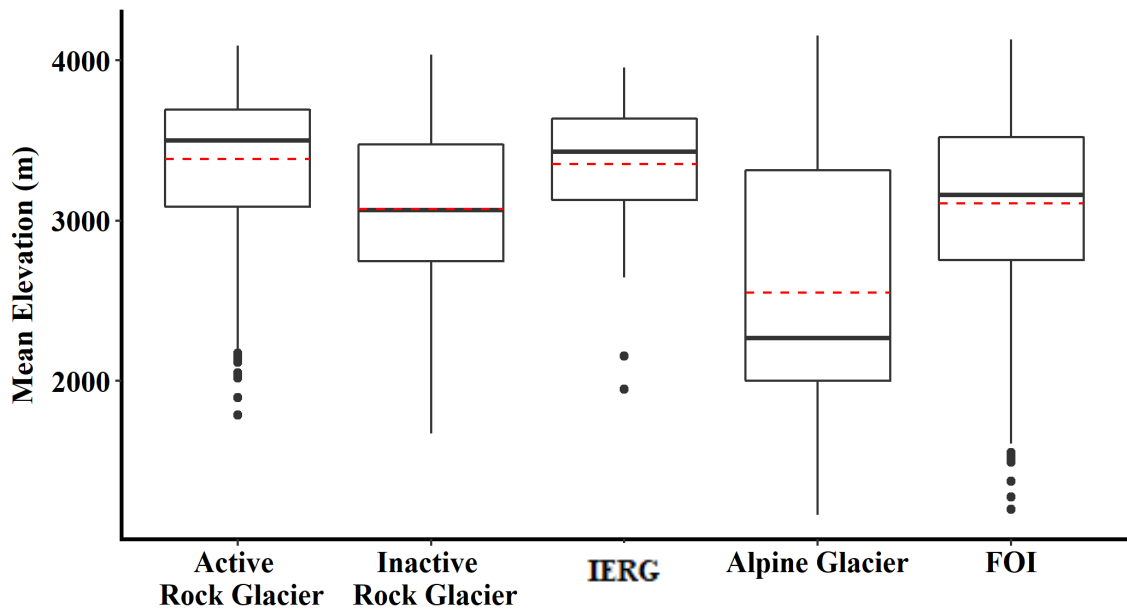 Mean Elevation (m)
4000
3000
2000
Active
Rock Glacier
Inactive
Rock Glacier
IERG
Alpine Glacier
FOI